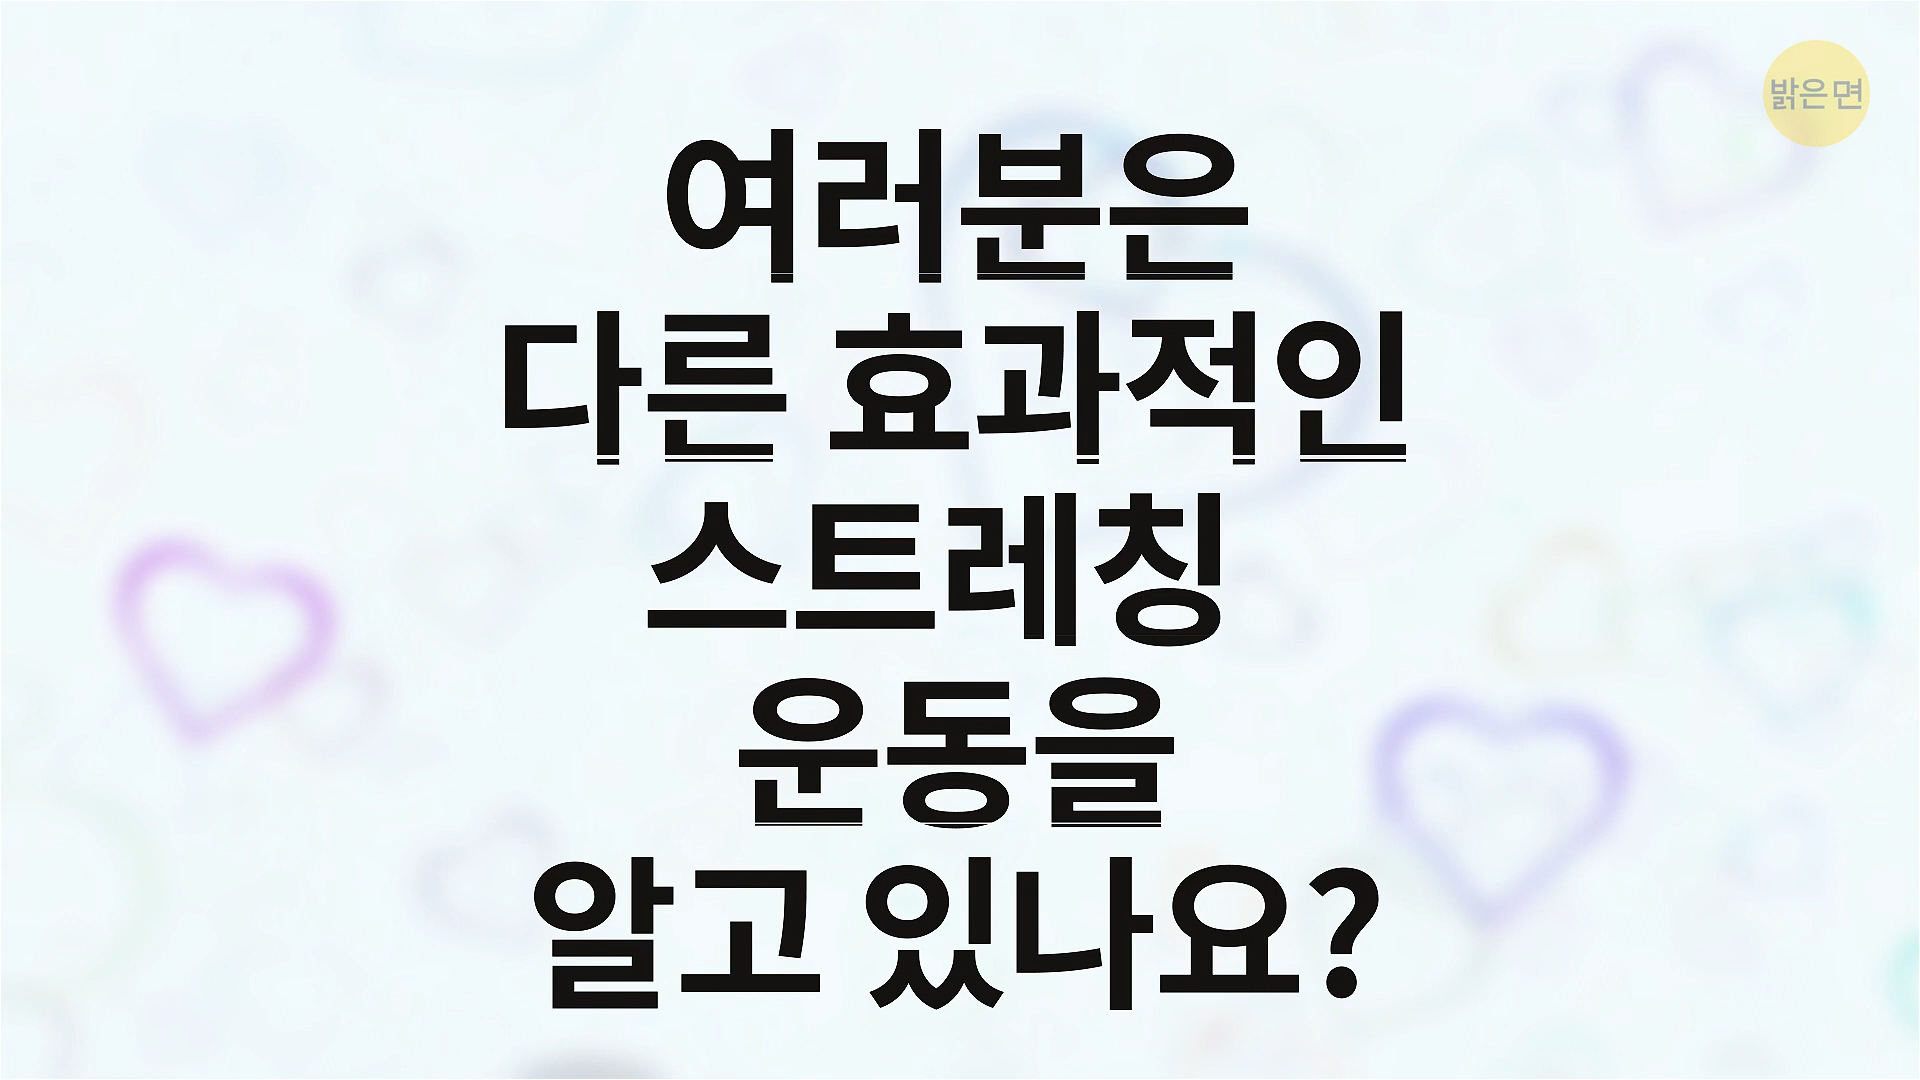 밝은면
여러분은
다른 효과적인
스트레칭
운동을
알고 있나요?